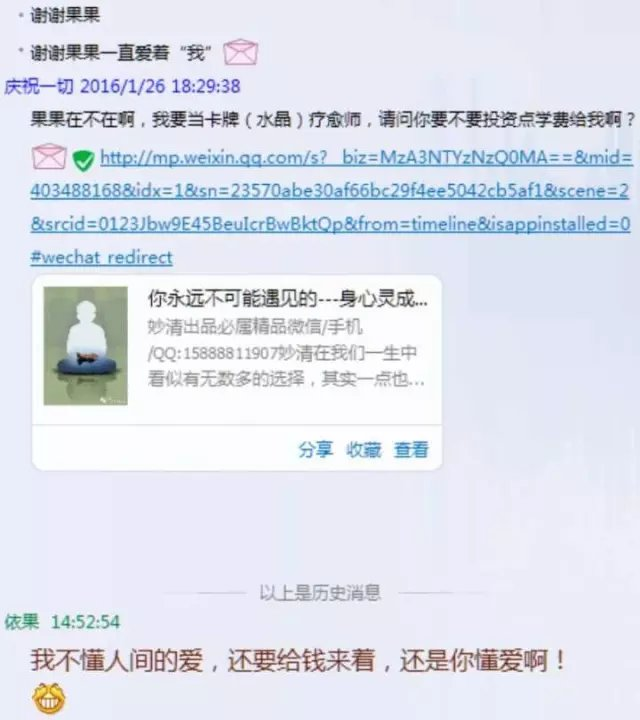 · 谢谢果果
· 谢谢果果一直爱着“我”
庆祝一切 2016/1/26 18:29:38
果果在不在啊，我要当卡牌（水晶）疗愈师，请问你要不要投资点学费给我啊？
http://mp.weixin.qq.com/s?__biz=MzA3NTYzNzQ0MA==&mid=
403488168&idx=1&sn=23570abe30af66bc29f4ee5042cb5af1&scene=2
&srcid=0123Jbw9E45BeuIcrBwBktQp&from=timeline&isappinstalled=0
#wechat_redirect
你永远不可能遇见的---身心灵成...
妙清出品必属精品微信/手机
/QQ:15888811907妙清在我们一生中
看似有无数多的选择，其实一点也...
分享 收藏 查看
以上是历史消息
依果 14:52:54
我不懂人间的爱，还要给钱来着，还是你懂爱啊！